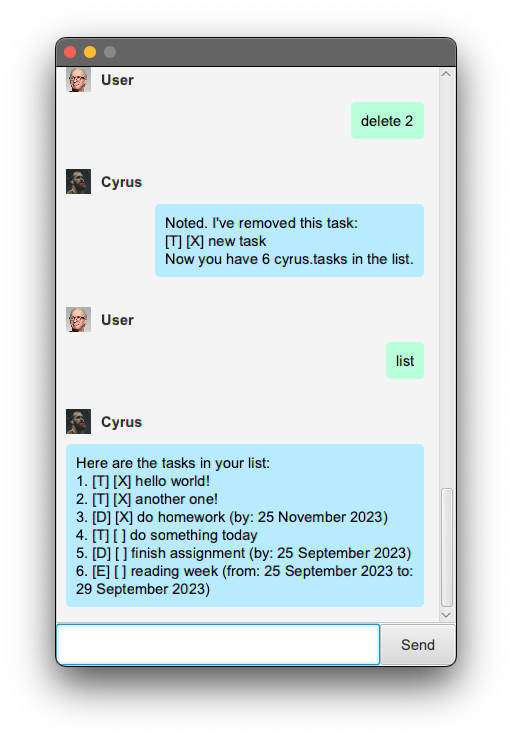 User
delete 2
Cyrus
Noted. I've removed this task:
[T] [X] new task
Now you have 6 cyrus.tasks in the list.
User
list
Cyrus
Here are the tasks in your list:
1. [T] [X] hello world!
2. [T] [X] another one!
3. [D] [X] do homework (by: 25 November 2023)
4. [T] [ ] do something today
5. [D] [ ] finish assignment (by: 25 September 2023)
6. [E] [ ] reading week (from: 25 September 2023 to:
29 September 2023)
Send